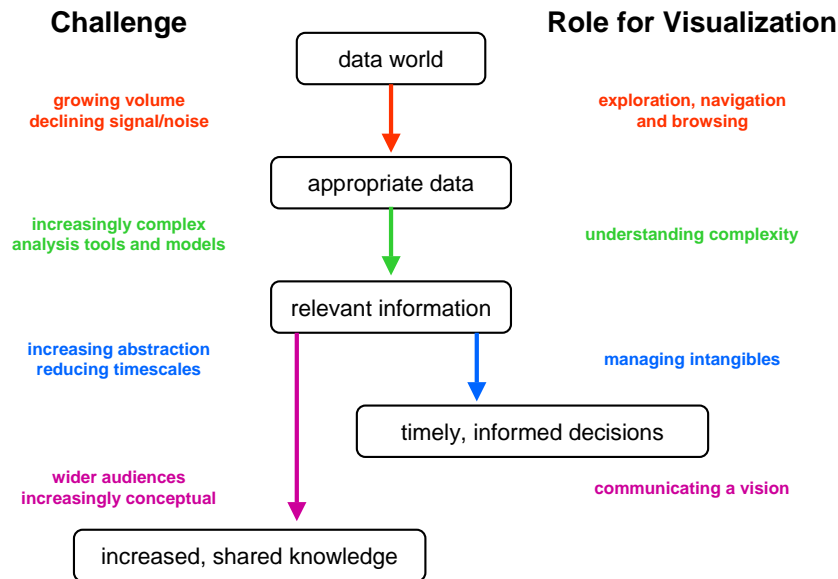 Challenge
Role for Visualization
data world
growing volume
declining signal/noise
exploration, navigation
and browsing
appropriate data
increasingly complex
analysis tools and models
understanding complexity
relevant information
increasing abstraction
reducing timescales
managing intangibles
timely, informed decisions
wider audiences
increasingly conceptual
communicating a vision
increased, shared knowledge